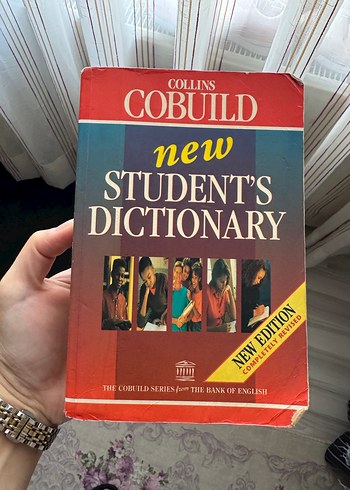 COLLINS
COBUILD
new
STUDENT'S
DICTIONARY
NEW EDITION
COMPLETELY REVISED
THE COBUILD SERIES from THE BANK OF ENGLISH